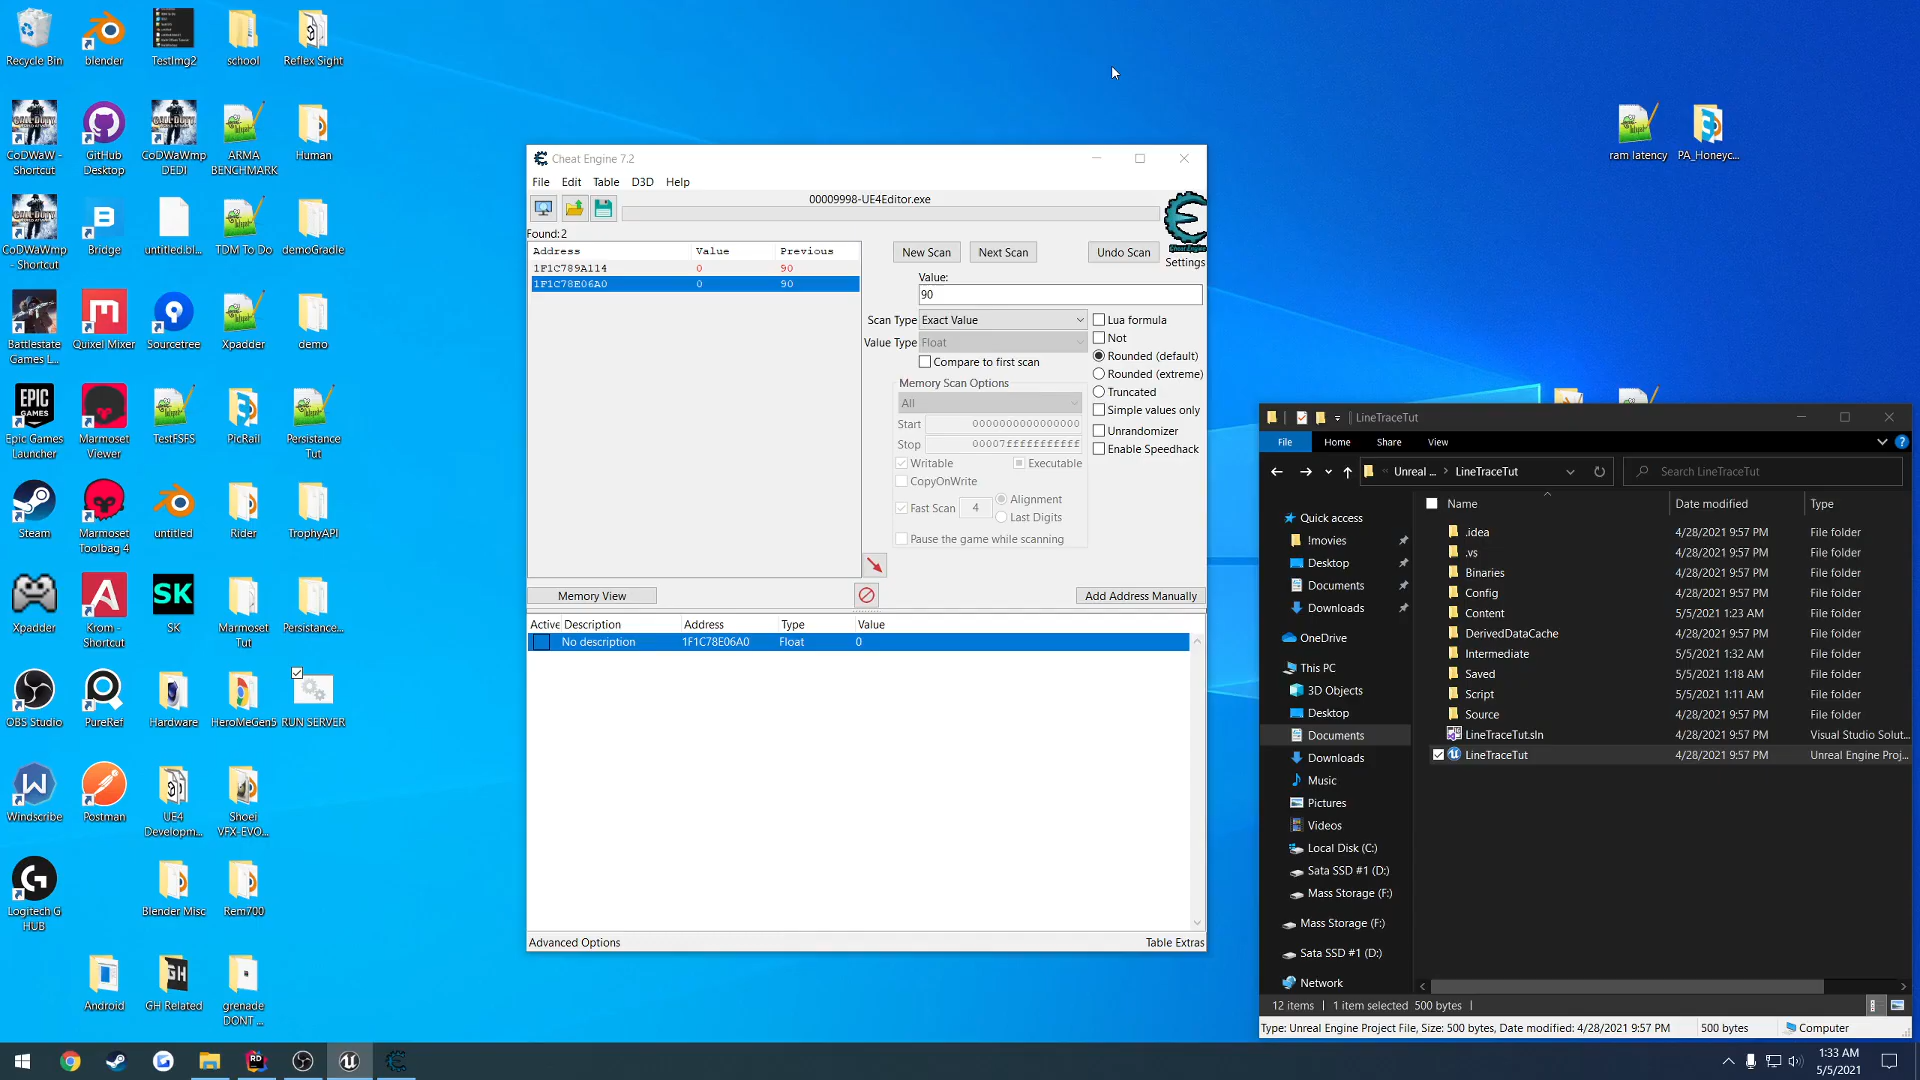 Recycle Bin
blender
TestImg2
school
Reflex Sight
CoDWaW - Shortcut
GitHub Desktop
CoDWaWmp DEDI
ARMA BENCHMARK
Human
CoDWaWmp - Shortcut
Bridge
untitled.bl...
TDM To Do
demoGradle
Battlestate Games L...
Quixel Mixer
Sourcetree
Xpadder
demo
Epic Games Launcher
Marmoset Viewer
TestFSFS
PicRail
Persistance Tut
Steam
Marmoset Toolbag 4
untitled
Rider
TrophyAPI
Xpadder
Krom - Shortcut
SK
Marmoset Tut
Persistance...
OBS Studio
PureRef
Hardware
HeroMeGen5
RUN SERVER
Windscribe
Postman
UE4 Developm...
Shoei VFX-EVO...
Logitech G HUB
Blender Misc
Rem700
Android
GH Related
grenade DONT ...
ram latency
PA_Honeyc...
Cheat Engine 7.2
File Edit Table D3D Help
00009998-UE4Editor.exe
Found:2
Address Value Previous
1F1C789A114 0 90
1F1C78E06A0 0 90
New Scan Next Scan Undo Scan
Settings
Value:
90
Scan Type Exact Value
Value Type Float
Compare to first scan
Lua formula
Not
Rounded (default)
Rounded (extreme)
Truncated
Simple values only
Unrandomizer
Enable Speedhack
Memory Scan Options
All
Start 0000000000000000
Stop 00007fffffffffff
Writable Executable
CopyOnWrite
Fast Scan 4 Alignment
Last Digits
Pause the game while scanning
Memory View
Add Address Manually
Active Description Address Type Value
No description 1F1C78E06A0 Float 0
Advanced Options
Table Extras
LineTraceTut
File Home Share View
Unreal ... LineTraceTut
Search LineTraceTut
Name Date modified Type
Quick access
!movies
Desktop
Documents
Downloads
OneDrive
This PC
3D Objects
Desktop
Documents
Downloads
Music
Pictures
Videos
Local Disk (C:)
Sata SSD #1 (D:)
Mass Storage (F:)
Mass Storage (F:)
Sata SSD #1 (D:)
Network
.idea 4/28/2021 9:57 PM File folder
.vs 4/28/2021 9:57 PM File folder
Binaries 4/28/2021 9:57 PM File folder
Config 4/28/2021 9:57 PM File folder
Content 5/5/2021 1:23 AM File folder
DerivedDataCache 4/28/2021 9:57 PM File folder
Intermediate 5/5/2021 1:32 AM File folder
Saved 5/5/2021 1:18 AM File folder
Script 5/5/2021 1:11 AM File folder
Source 4/28/2021 9:57 PM File folder
LineTraceTut.sln 4/28/2021 9:57 PM Visual Studio Solut...
LineTraceTut 4/28/2021 9:57 PM Unreal Engine Proj...
12 items 1 item selected 500 bytes
Type: Unreal Engine Project File, Size: 500 bytes, Date modified: 4/28/2021 9:57 PM 500 bytes Computer
1:33 AM
5/5/2021